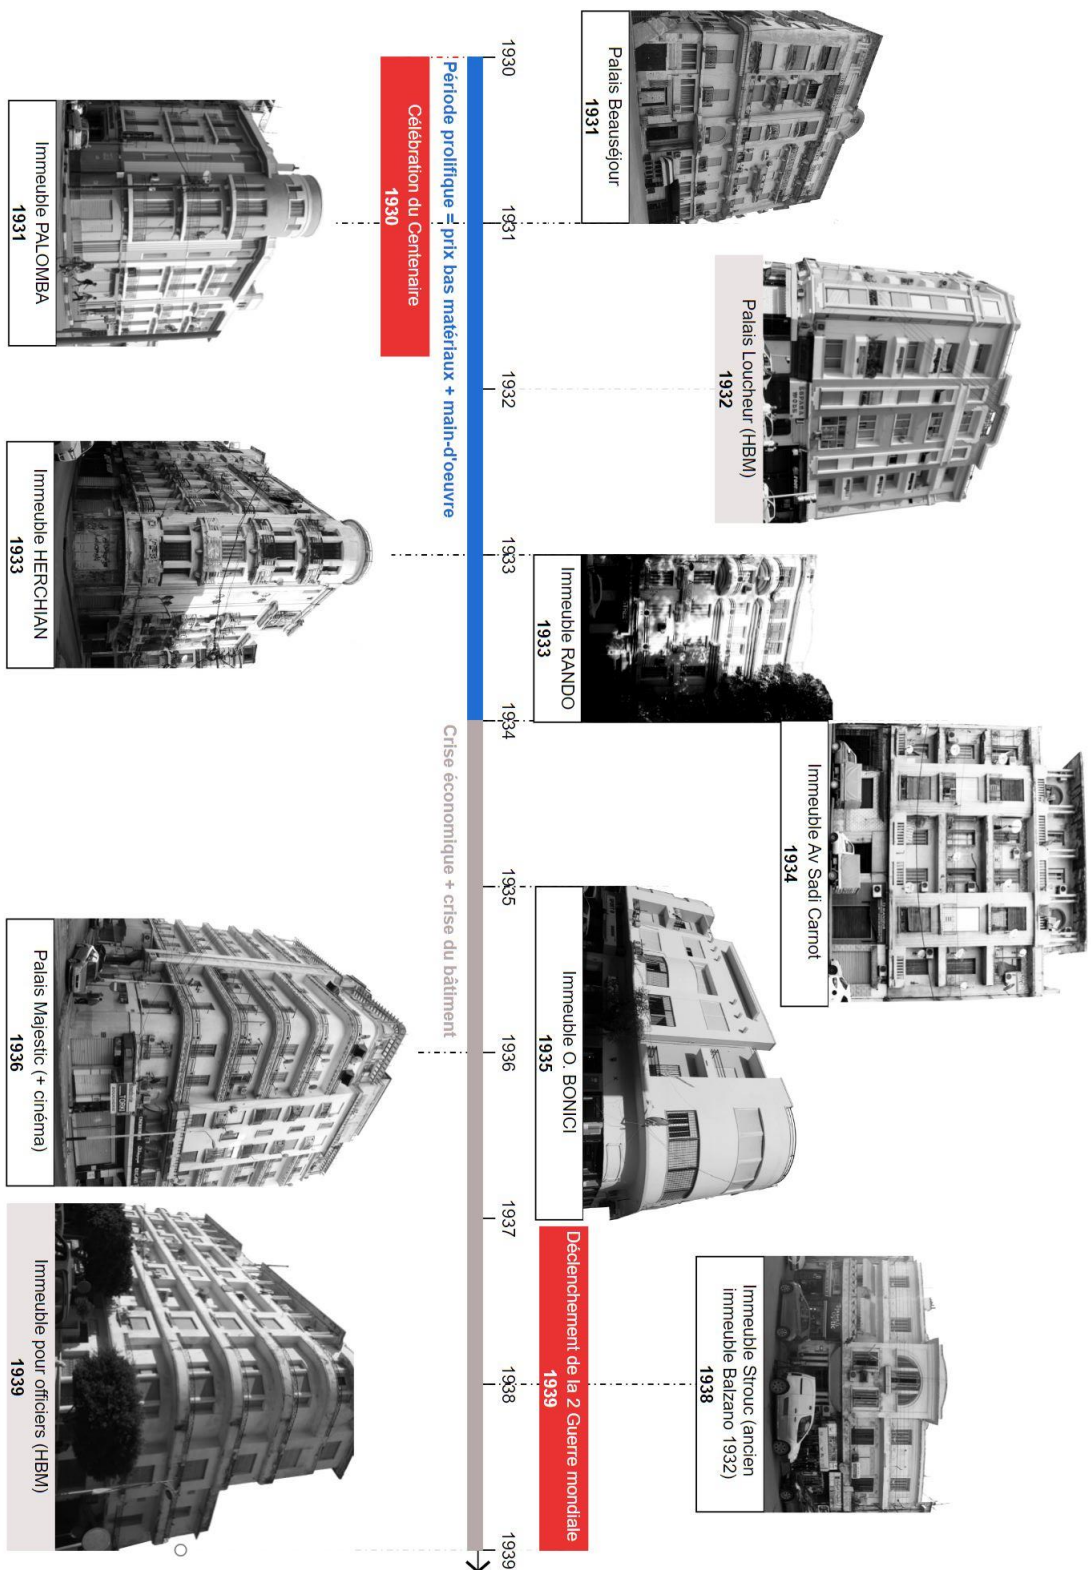 Palais Beauséjour
1931
Palais Loucheur (HBM)
1932
Immeuble RANDO
1933
Immeuble Av Sadi Carnot
1934
Immeuble O. BONICI
1935
Immeuble Strouc (ancien
immeuble Balzano 1932)
1938
Déclenchement de la 2 Guerre mondiale
1939
1930
1931
1932
1933
1934
1935
1936
1937
1938
1939
Période prolifique = prix bas matériaux + main-d'oeuvre
Crise économique + crise du bâtiment
Célébration du Centenaire
1930
Immeuble PALOMBA
1931
Immeuble HERCHIAN
1933
Palais Majestic (+ cinéma)
1936
Immeuble pour officiers (HBM)
1939